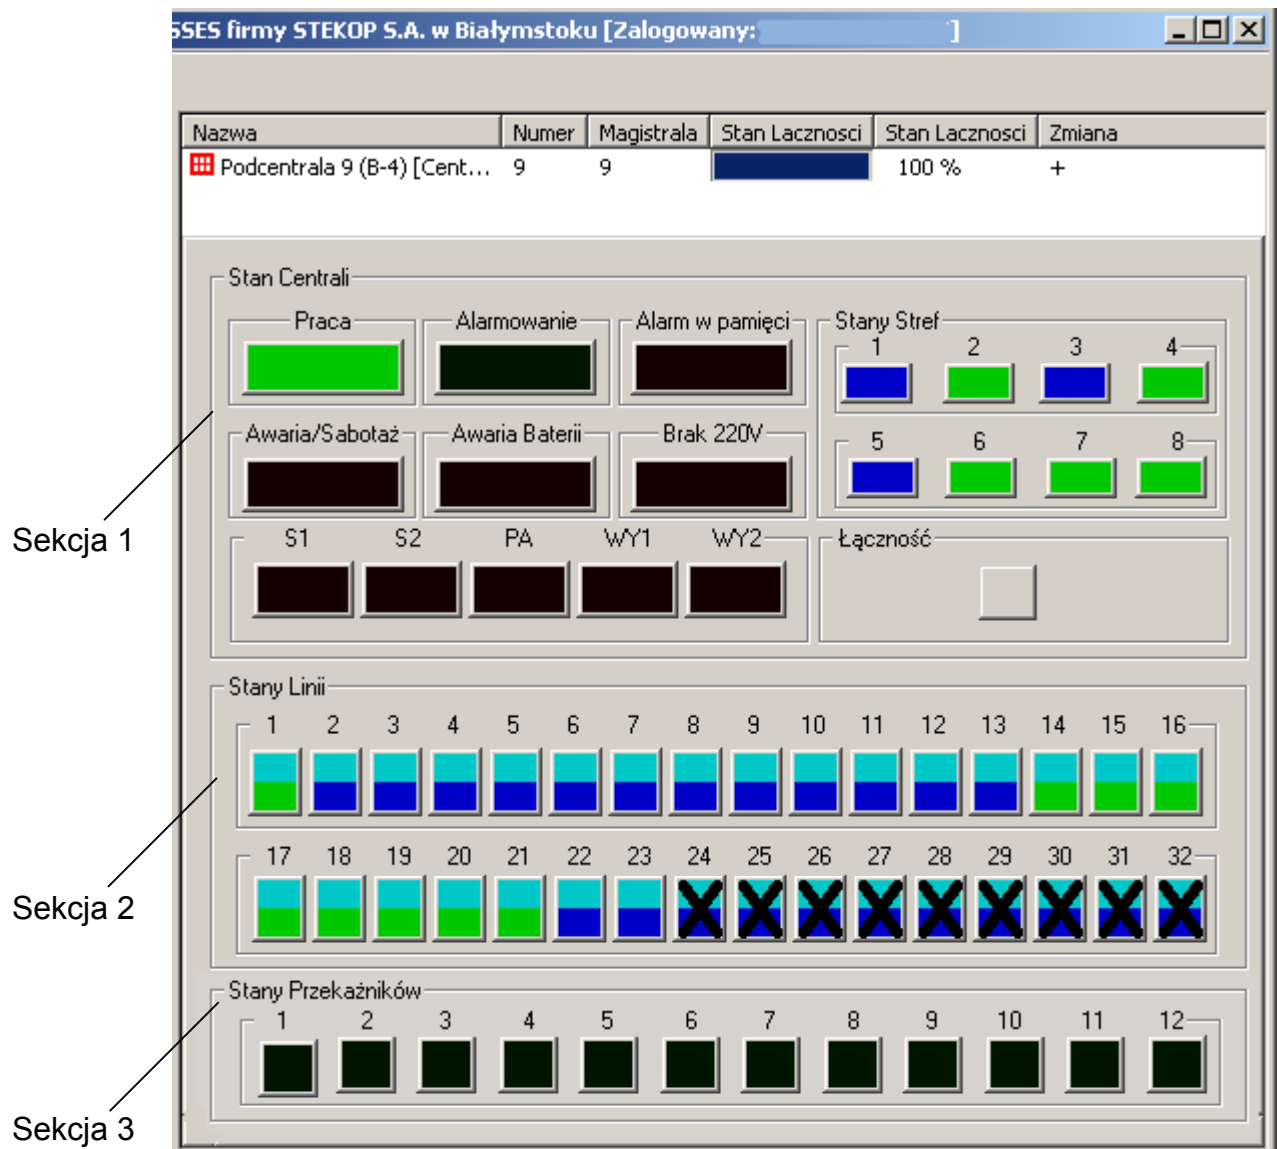 SSES firmy STEKOP S.A. w Białymstoku [Zalogowany: ]
Nazwa Numer Magistrala Stan Lacznosci Stan Lacznosci Zmiana
Podcentrala 9 (B-4) [Cent... 9 9 100 % +
Stan Centrali
Praca Alarmowanie Alarm w pamięci Stany Stref
1 2 3 4
Awaria/Sabotaż Awaria Baterii Brak 220V 5 6 7 8
Sekcja 1
S1 S2 PA WY1 WY2 Łączność
Stany Linii
1 2 3 4 5 6 7 8 9 10 11 12 13 14 15 16
17 18 19 20 21 22 23 24 25 26 27 28 29 30 31 32
Sekcja 2
Stany Przekaźników
1 2 3 4 5 6 7 8 9 10 11 12
Sekcja 3